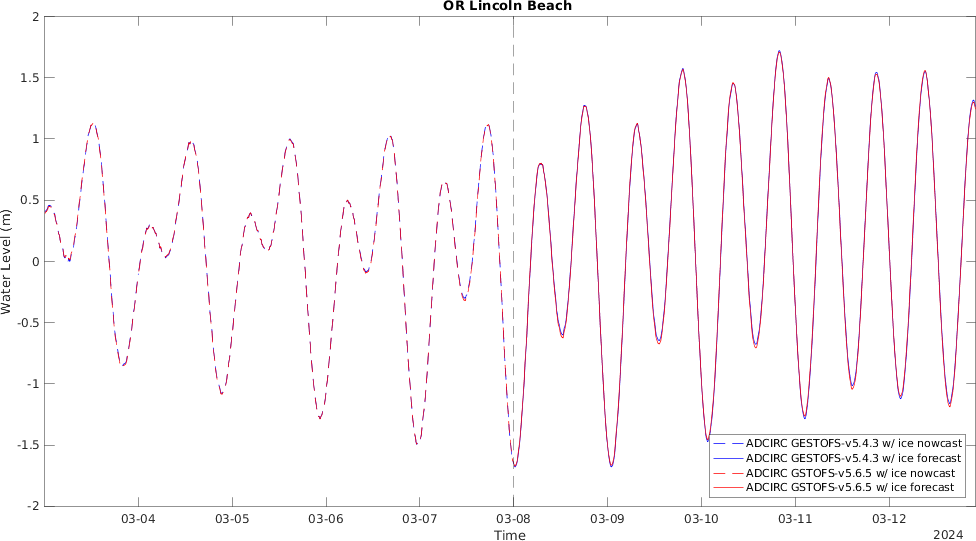 OR Lincoln Beach
2
1.5
1
0.5
0
-0.5
-1
-1.5
-2
Water Level (m)
03-04 03-05 03-06 03-07 03-08 03-09 03-10 03-11 03-12
Time
2024
ADCIRC GESTOFS-v5.4.3 w/ ice nowcast
ADCIRC GESTOFS-v5.4.3 w/ ice forecast
ADCIRC GSTOFS-v5.6.5 w/ ice nowcast
ADCIRC GSTOFS-v5.6.5 w/ ice forecast